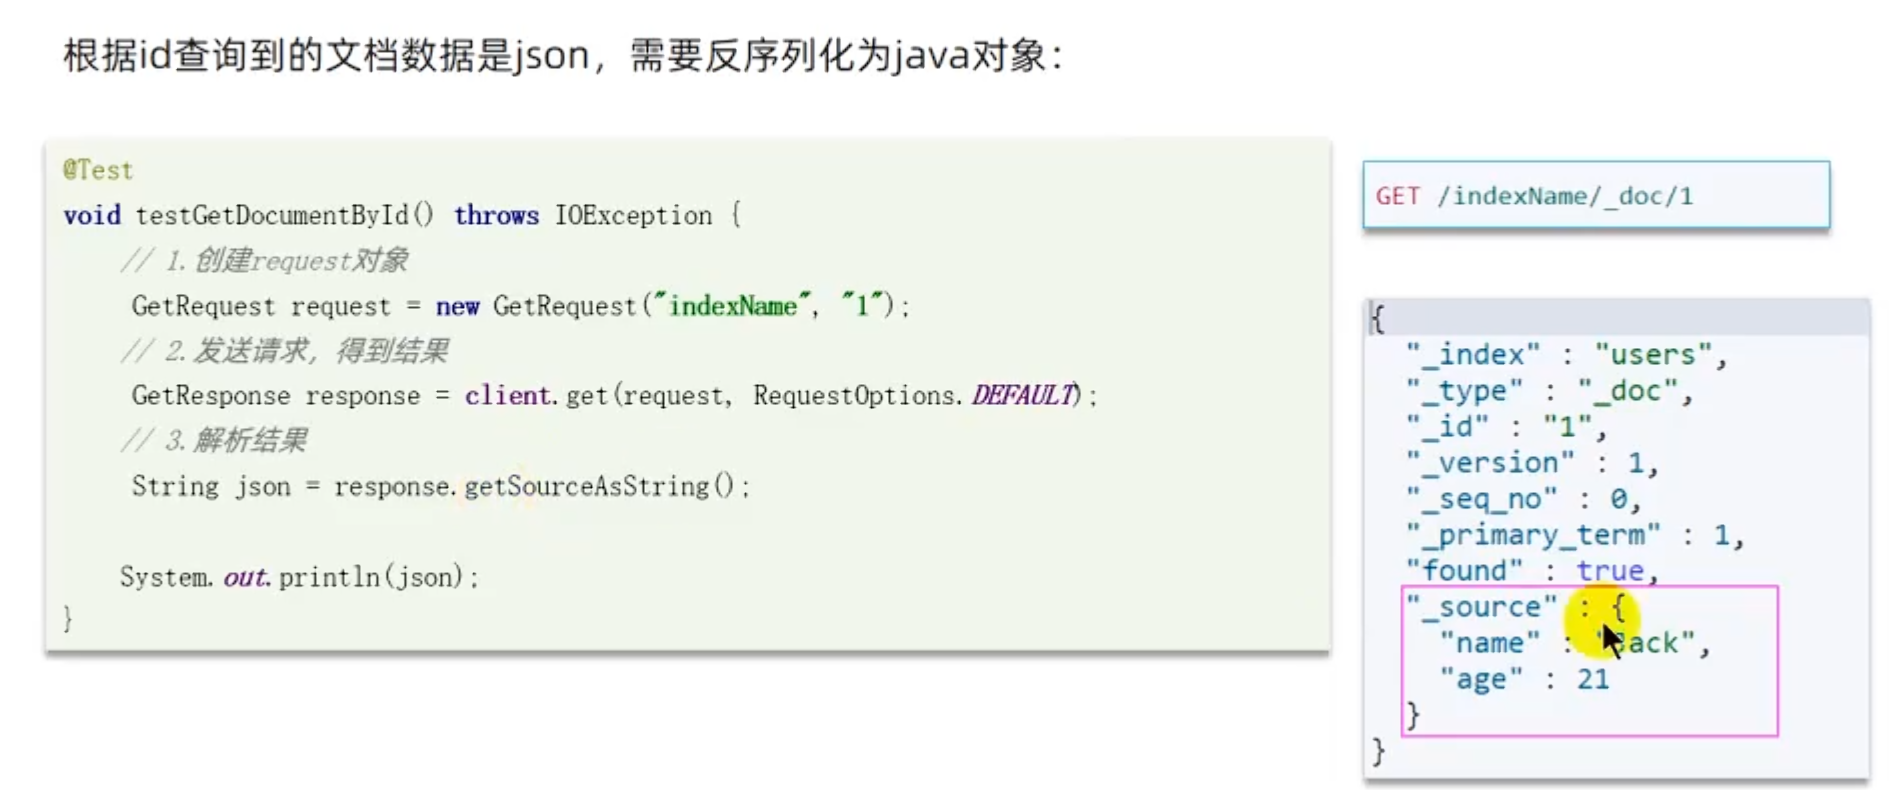 根据id查询到的文档数据是json，需要反序列化为java对象：
@Test
void testGetDocumentById() throws IOException {
// 1.创建request对象
GetRequest request = new GetRequest("indexName", "1");
// 2.发送请求，得到结果
GetResponse response = client.get(request, RequestOptions.DEFAULT);
// 3.解析结果
String json = response.getSourceAsString();
System.out.println(json);
}
GET /indexName/_doc/1
{
"_index" : "users",
"_type" : "_doc",
"_id" : "1",
"_version" : 1,
"_seq_no" : 0,
"_primary_term" : 1,
"found" : true,
"_source" : {
"name" :
"age" : 21
}
}